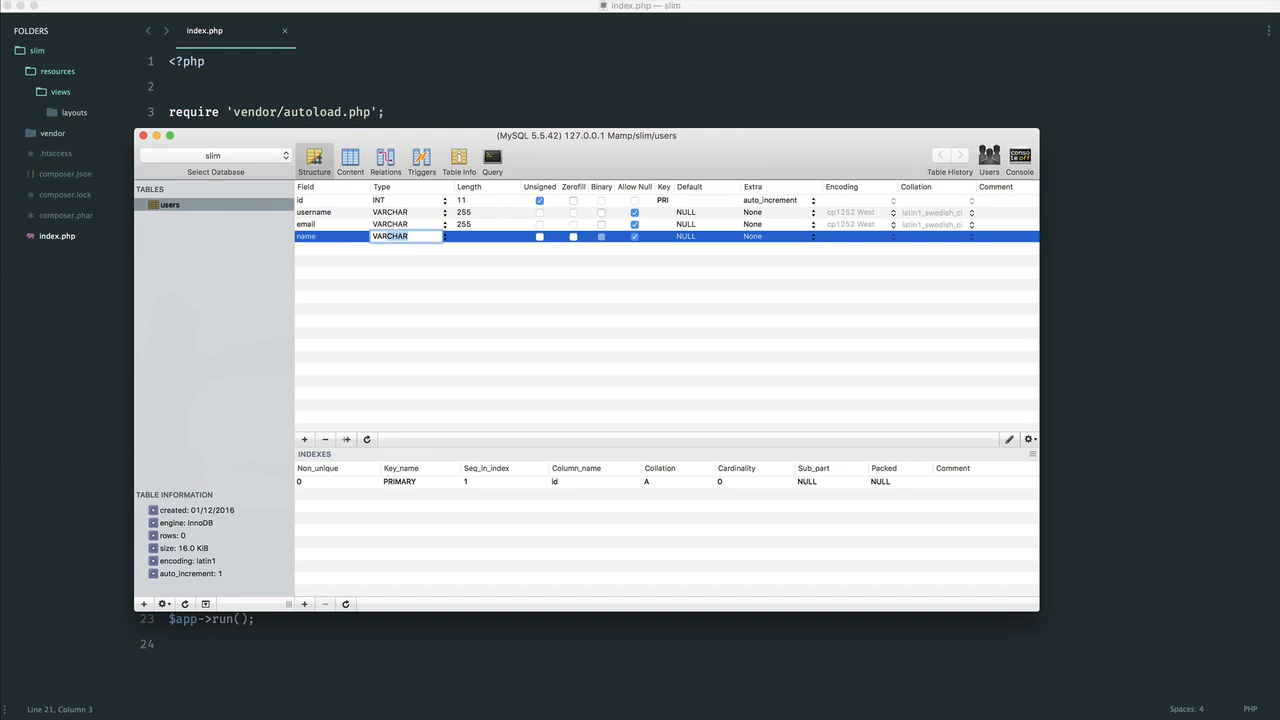 index.php — slim
FOLDERS
slim
resources
views
layouts
vendor
.htaccess
composer.json
composer.lock
composer.phar
index.php
index.php
1 <?php
2
3 require 'vendor/autoload.php';
(MySQL 5.5.42) 127.0.0.1 Mamp/slim/users
slim
Select Database
Structure Content Relations Triggers Table Info Query
Table History Users Console
console off
TABLES
users
Field Type Length Unsigned Zerofill Binary Allow Null Key Default Extra Encoding Collation Comment
id INT 11 PRI auto_increment
username VARCHAR 255 NULL None cp1252 West latin1_swedish_ci
email VARCHAR 255 NULL None cp1252 West latin1_swedish_ci
name VARCHAR NULL None
INDEXES
Non_unique Key_name Seq_in_index Column_name Collation Cardinality Sub_part Packed Comment
0 PRIMARY 1 id A 0 NULL NULL
TABLE INFORMATION
created: 01/12/2016
engine: InnoDB
rows: 0
size: 16.0 KiB
encoding: latin1
auto_increment: 1
23 $app->run();
24
Line 21, Column 3
Spaces: 4 PHP